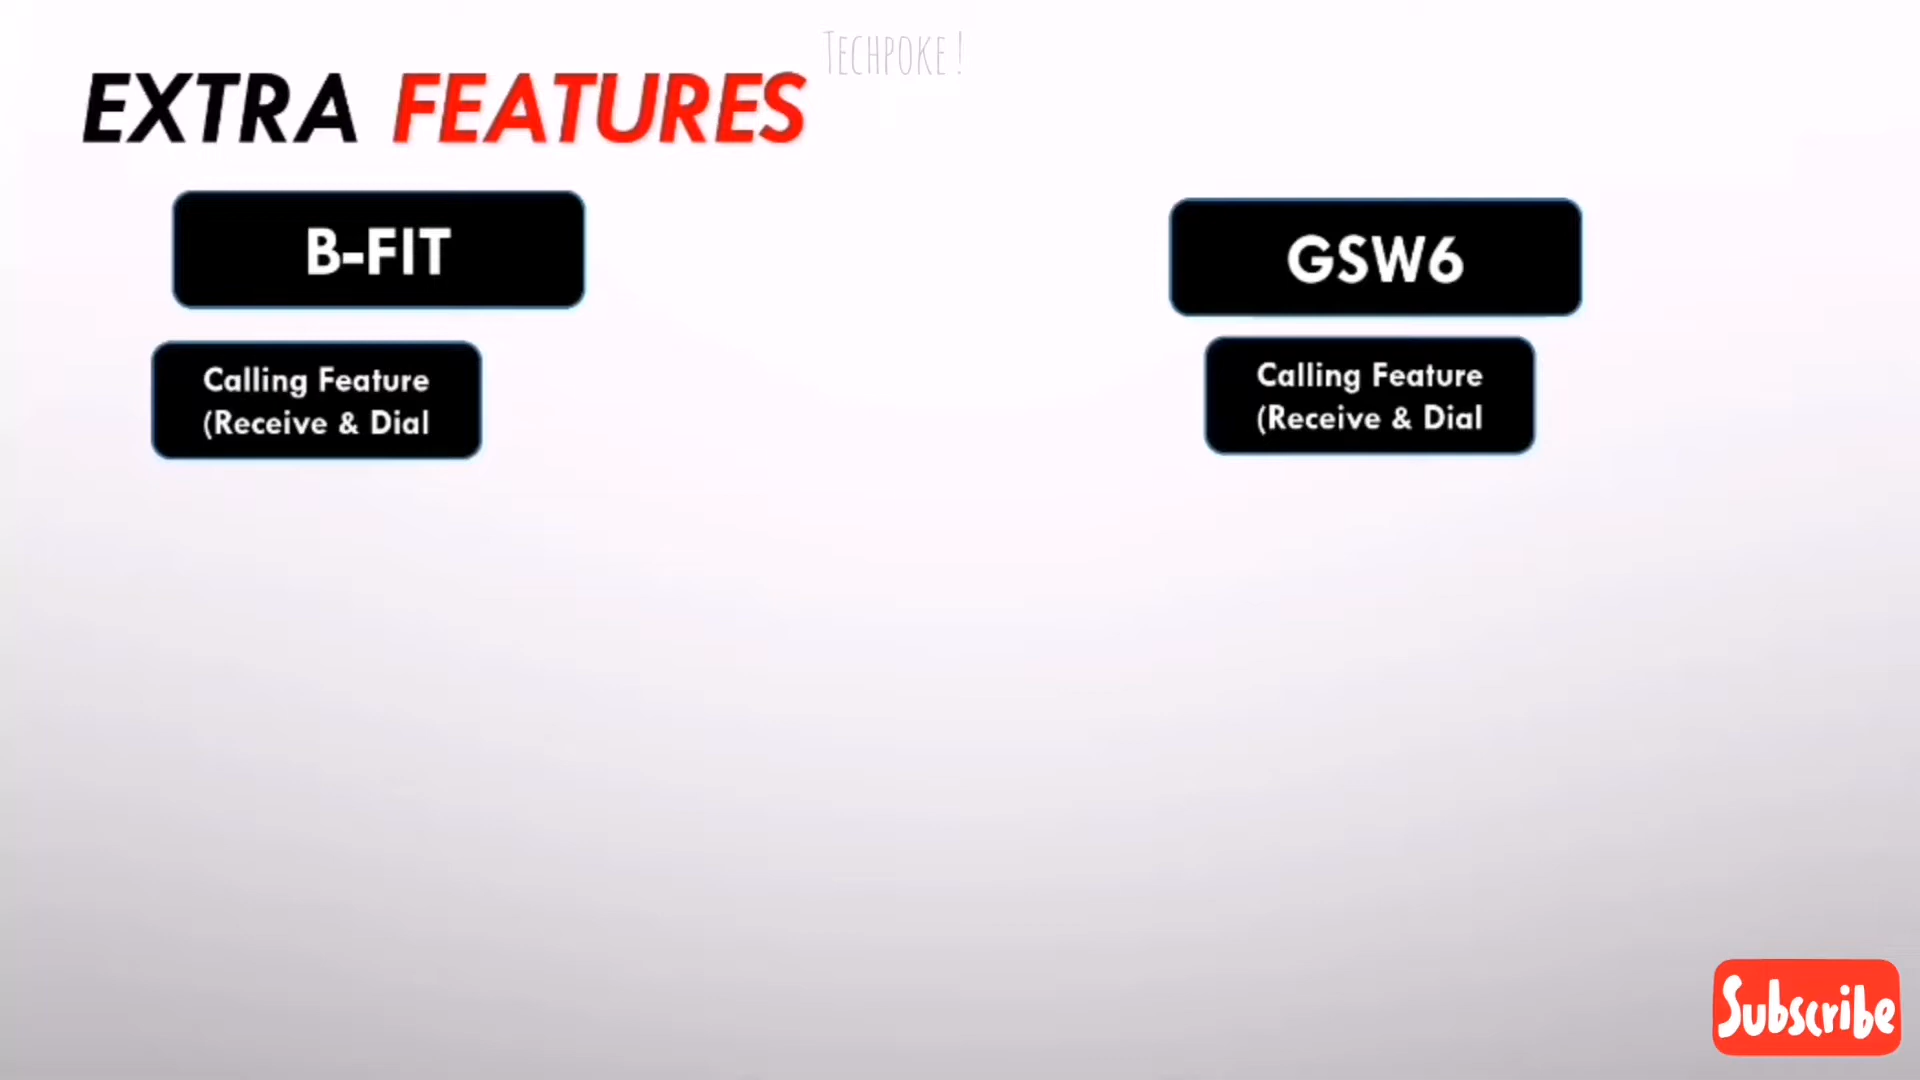 Techpoke!
EXTRA FEATURES
B-FIT
GSW6
Calling Feature
(Receive & Dial
Calling Feature
(Receive & Dial
Subscribe